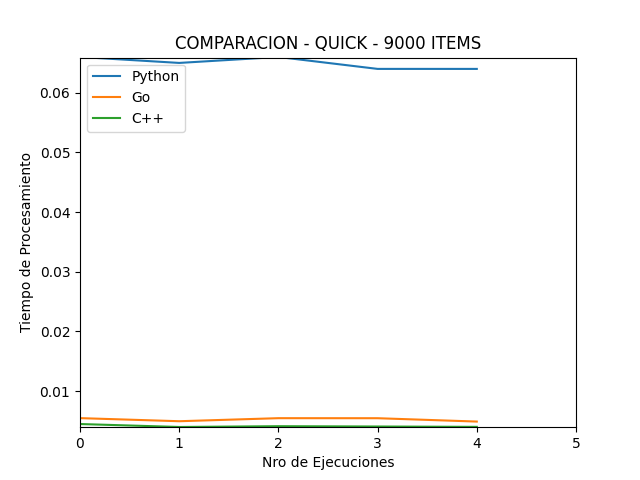 COMPARACION - QUICK - 9000 ITEMS
Python
Go
C++
0.06
0.05
0.04
0.03
0.02
0.01
Tiempo de Procesamiento
0 1 2 3 4 5
Nro de Ejecuciones